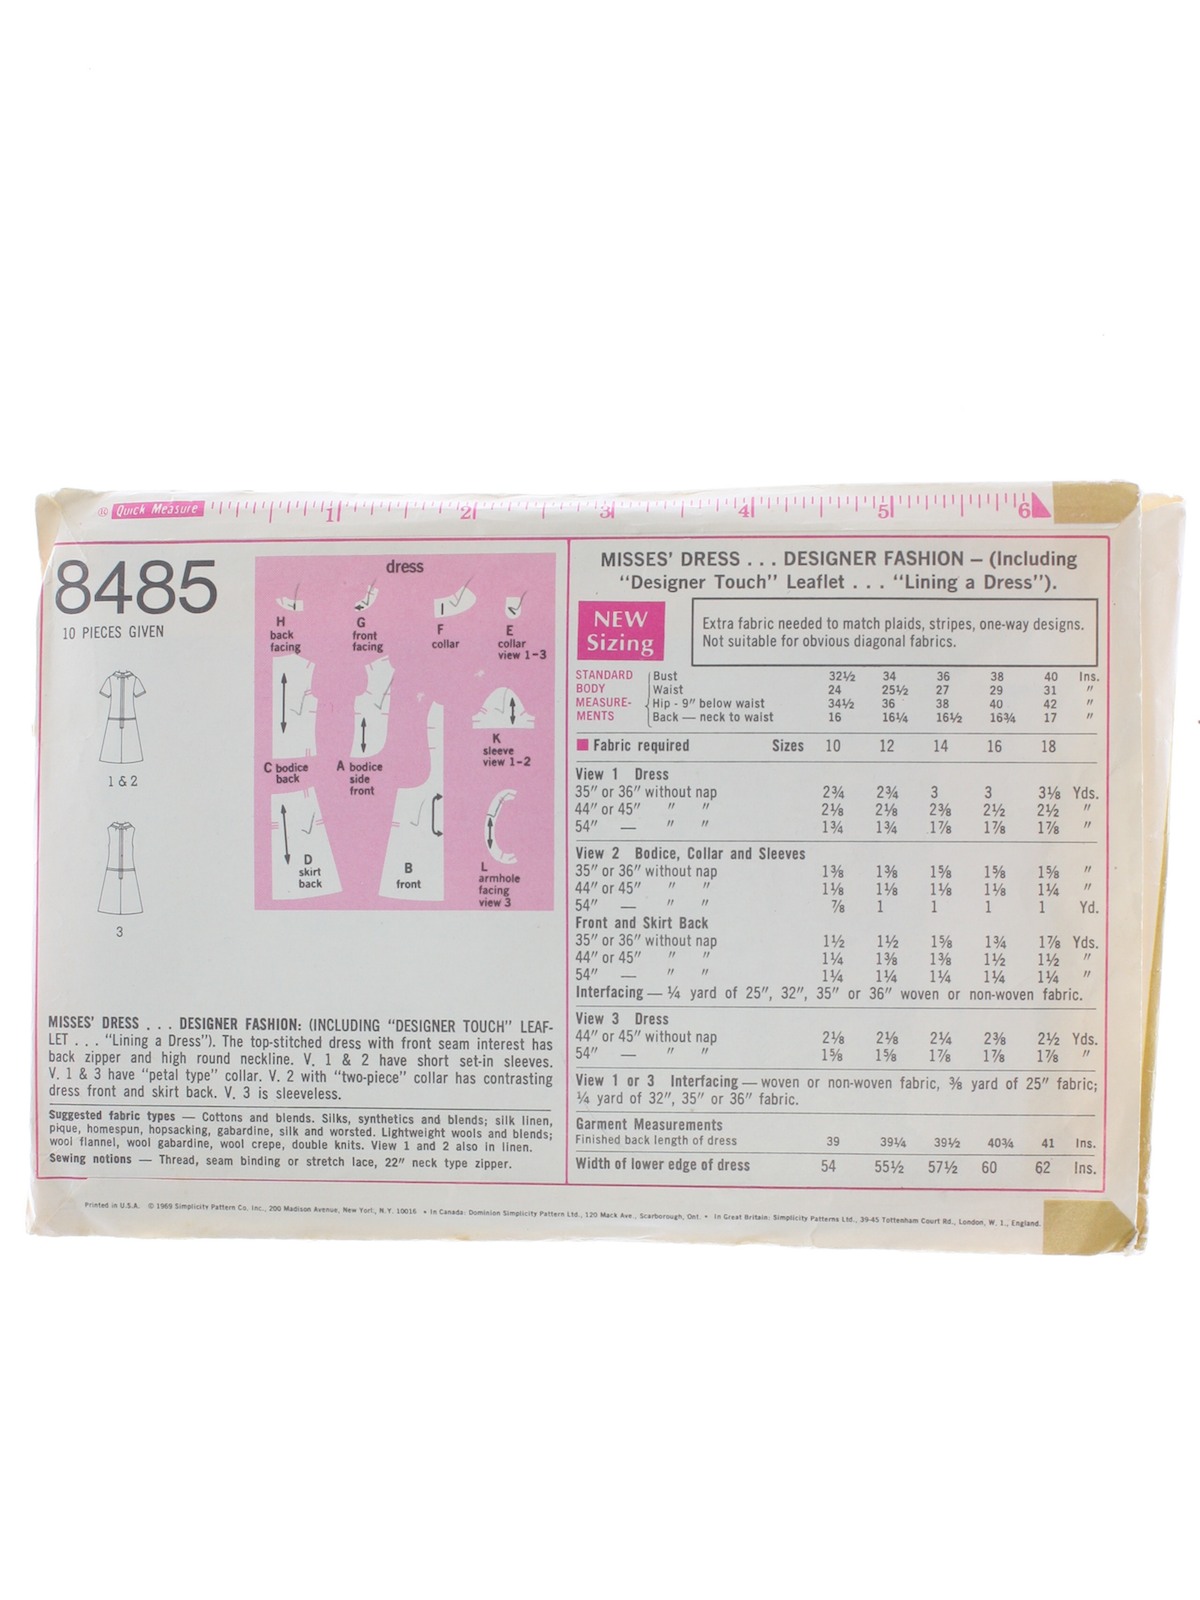 Quick Measure 1 2 3 4 5 6
8485
10 PIECES GIVEN
1 & 2
3
dress
H
back
facing
G
front
facing
F
collar
E
collar
view 1-3
C bodice
back
A bodice
side
front
K
sleeve
view 1-2
D
skirt
back
B
front
L
armhole
facing
view 3
MISSES' DRESS . . . DESIGNER FASHION: (INCLUDING "DESIGNER TOUCH" LEAF-
LET . . . "Lining a Dress"). The top-stitched dress with front seam interest has
back zipper and high round neckline. V. 1 & 2 have short set-in sleeves.
V. 1 & 3 have "petal type" collar. V. 2 with "two-piece" collar has contrasting
dress front and skirt back. V. 3 is sleeveless.
Suggested fabric types — Cottons and blends. Silks, synthetics and blends; silk linen,
pique, homespun, hopsacking, gabardine, silk and worsted. Lightweight wools and blends;
wool flannel, wool gabardine, wool crepe, double knits. View 1 and 2 also in linen.
Sewing notions — Thread, seam binding or stretch lace, 22" neck type zipper.
MISSES' DRESS . . . DESIGNER FASHION — (Including
"Designer Touch" Leaflet . . . "Lining a Dress").
NEW
Sizing
Extra fabric needed to match plaids, stripes, one-way designs.
Not suitable for obvious diagonal fabrics.
STANDARD Bust 32½ 34 36 38 40 Ins.
BODY Waist 24 25½ 27 29 31 "
MEASURE- Hip - 9" below waist 34½ 36 38 40 42 "
MENTS Back — neck to waist 16 16¼ 16½ 16¾ 17 "
Fabric required Sizes 10 12 14 16 18
View 1 Dress
35" or 36" without nap 2¾ 2¾ 3 3 3⅛ Yds.
44" or 45" " " 2⅛ 2⅛ 2⅜ 2½ 2½ "
54" — " " 1¾ 1¾ 1⅞ 1⅞ 1⅞ "
View 2 Bodice, Collar and Sleeves
35" or 36" without nap 1⅜ 1⅜ 1⅝ 1⅝ 1⅝ "
44" or 45" " " 1⅛ 1⅛ 1⅛ 1⅛ 1¼ "
54" — " " ⅞ 1 1 1 1 Yd.
Front and Skirt Back
35" or 36" without nap 1½ 1½ 1⅝ 1¾ 1⅞ Yds.
44" or 45" " " 1¼ 1⅜ 1⅜ 1½ 1½ "
54" — " " 1¼ 1¼ 1¼ 1¼ 1¼ "
Interfacing — ¼ yard of 25", 32", 35" or 36" woven or non-woven fabric.
View 3 Dress
44" or 45" without nap 2⅛ 2⅛ 2¼ 2⅜ 2½ Yds.
54" — " " 1⅝ 1⅝ 1⅞ 1⅞ 1⅞ "
View 1 or 3 Interfacing — woven or non-woven fabric, ⅜ yard of 25" fabric;
¼ yard of 32", 35" or 36" fabric.
Garment Measurements
Finished back length of dress 39 39¼ 39½ 40¾ 41 Ins.
Width of lower edge of dress 54 55½ 57½ 60 62 Ins.
Printed in U.S.A. © 1969 Simplicity Pattern Co. Inc., 200 Madison Avenue, New York, N.Y. 10016 • In Canada: Dominion Simplicity Pattern Ltd., 120 Mack Ave., Scarborough, Ont. • In Great Britain: Simplicity Patterns Ltd., 39-45 Tottenham Court Rd., London, W. 1., England.